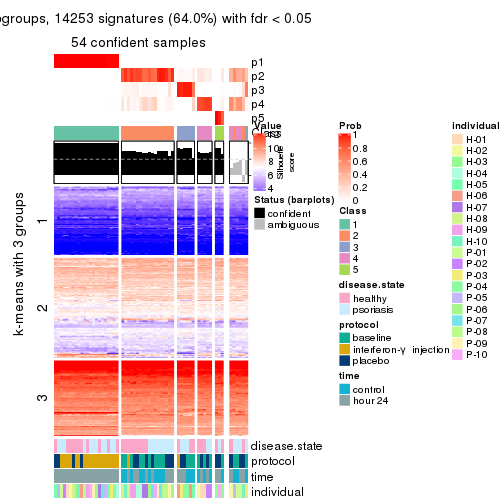 ogroups, 14253 signatures (64.0%) with fdr < 0.05
54 confident samples
p1
p2
p3
p4
p5
Class
k-means with 3 groups
1
2
3
disease.state
protocol
time
individual
Value
10
8
6
4
Silhouette
score
Status (barplots)
confident
ambiguous
Prob
1
0.8
0.6
0.4
0.2
0
Class
1
2
3
4
5
disease.state
healthy
psoriasis
protocol
baseline
interferon-γ injection
placebo
time
control
hour 24
individual
H-01
H-02
H-03
H-04
H-05
H-06
H-07
H-08
H-09
H-10
P-01
P-02
P-03
P-04
P-05
P-06
P-07
P-08
P-09
P-10